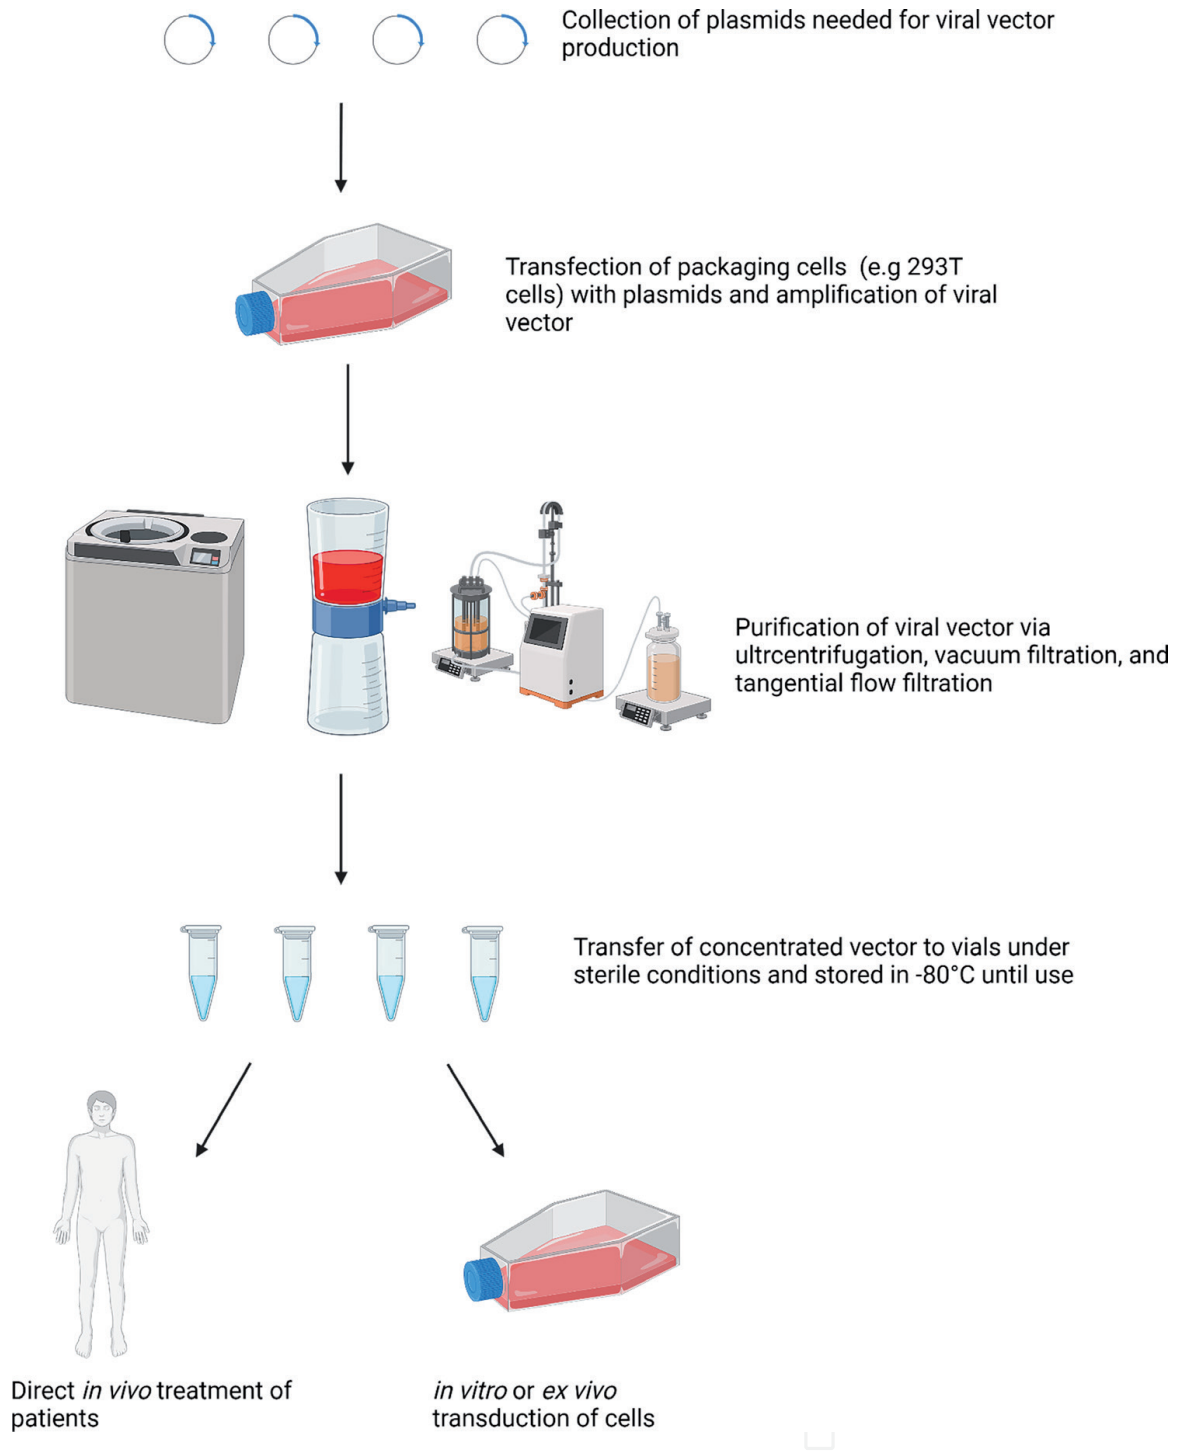 Collection of plasmids needed for viral vector
production
Transfection of packaging cells (e.g 293T
cells) with plasmids and amplification of viral
vector
Purification of viral vector via
ultrcentrifugation, vacuum filtration, and
tangential flow filtration
Transfer of concentrated vector to vials under
sterile conditions and stored in -80°C until use
Direct in vivo treatment of
patients
in vitro or ex vivo
transduction of cells